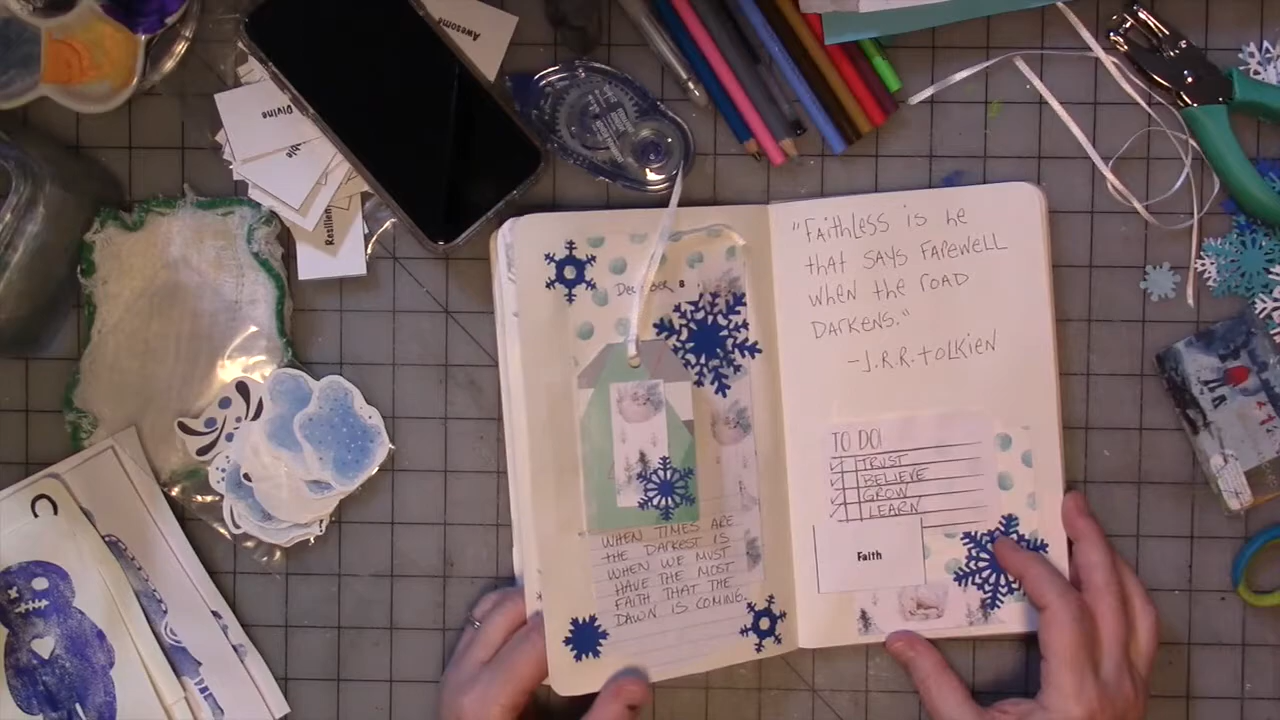 Awesome
Divine
ble
Resilien
December 8
WHEN TIMES ARE
THE DARKEST IS
WHEN WE MUST
HAVE THE MOST
FAITH THAT THE
DAWN IS COMING.
"FAITHLESS IS HE
THAT SAYS FAREWELL
WHEN THE ROAD
DARKENS."
-J.R.R. TOLKIEN
TO DO!
TRUST
BELIEVE
GROW
LEARN
Faith